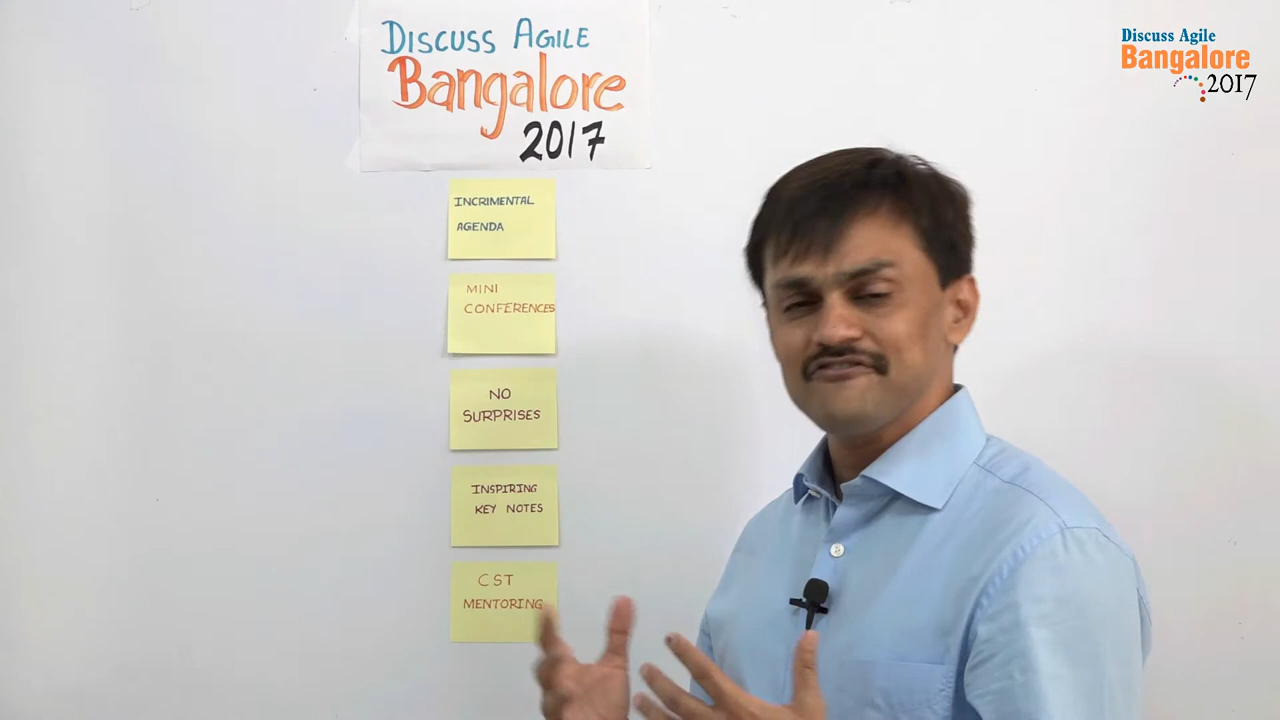 DISCUSS AGILE
Bangalore
2017
INCRIMENTAL
AGENDA
MINI
CONFERENCES
NO
SURPRISES
INSPIRING
KEY NOTES
CST
MENTORING
Discuss Agile
Bangalore
2017